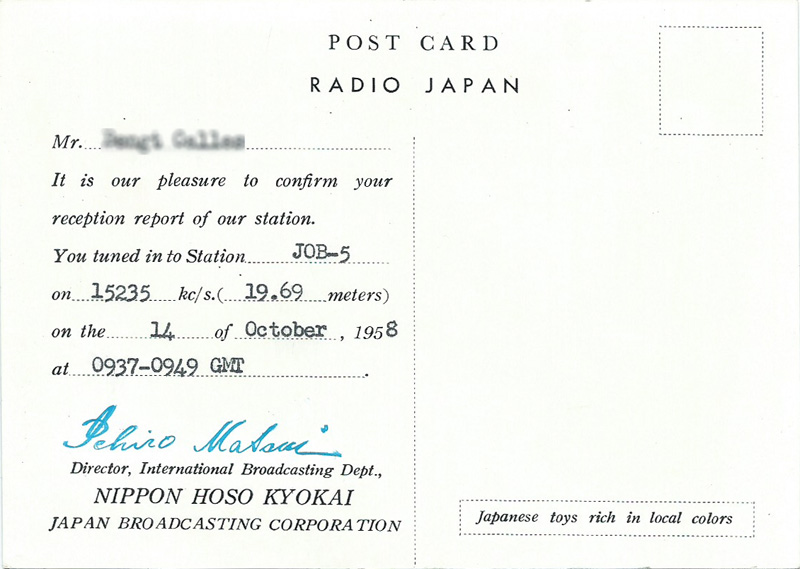 POST CARD
RADIO JAPAN
Mr.
It is our pleasure to confirm your
reception report of our station.
You tuned in to Station JOB-5
on 15235 kc/s. ( 19.69 meters)
on the 14 of October , 1958
at 0937-0949 GMT .
Ichiro Matsui
Director, International Broadcasting Dept.,
NIPPON HOSO KYOKAI
JAPAN BROADCASTING CORPORATION
Japanese toys rich in local colors